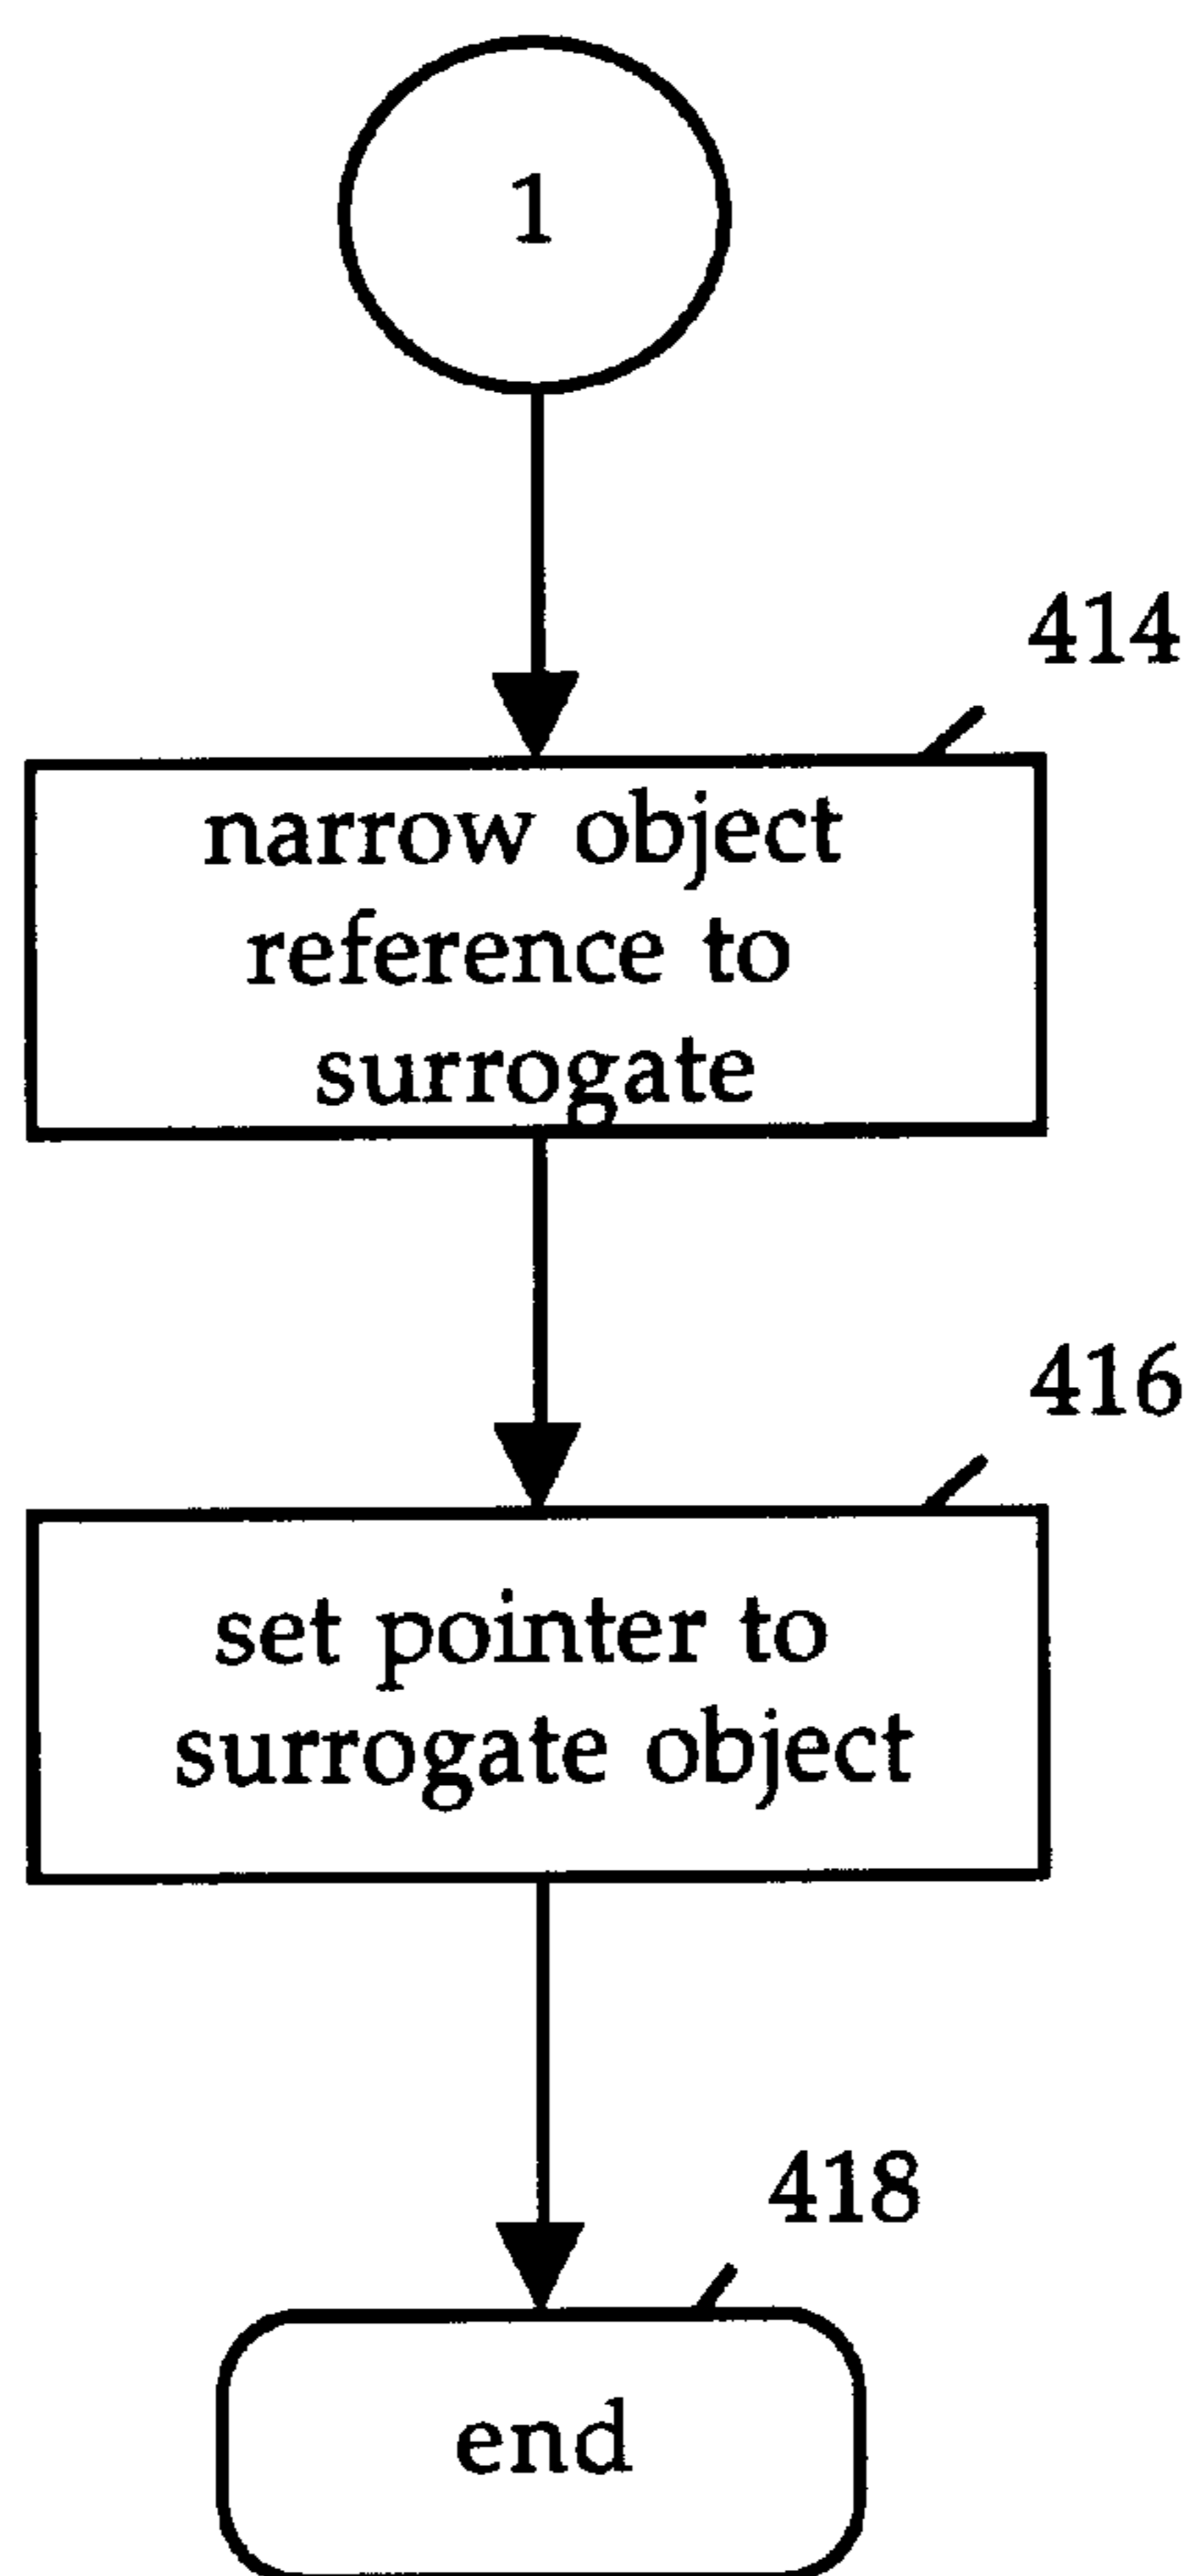 1
414
narrow object
reference to
surrogate
416
set pointer to
surrogate object
418
end